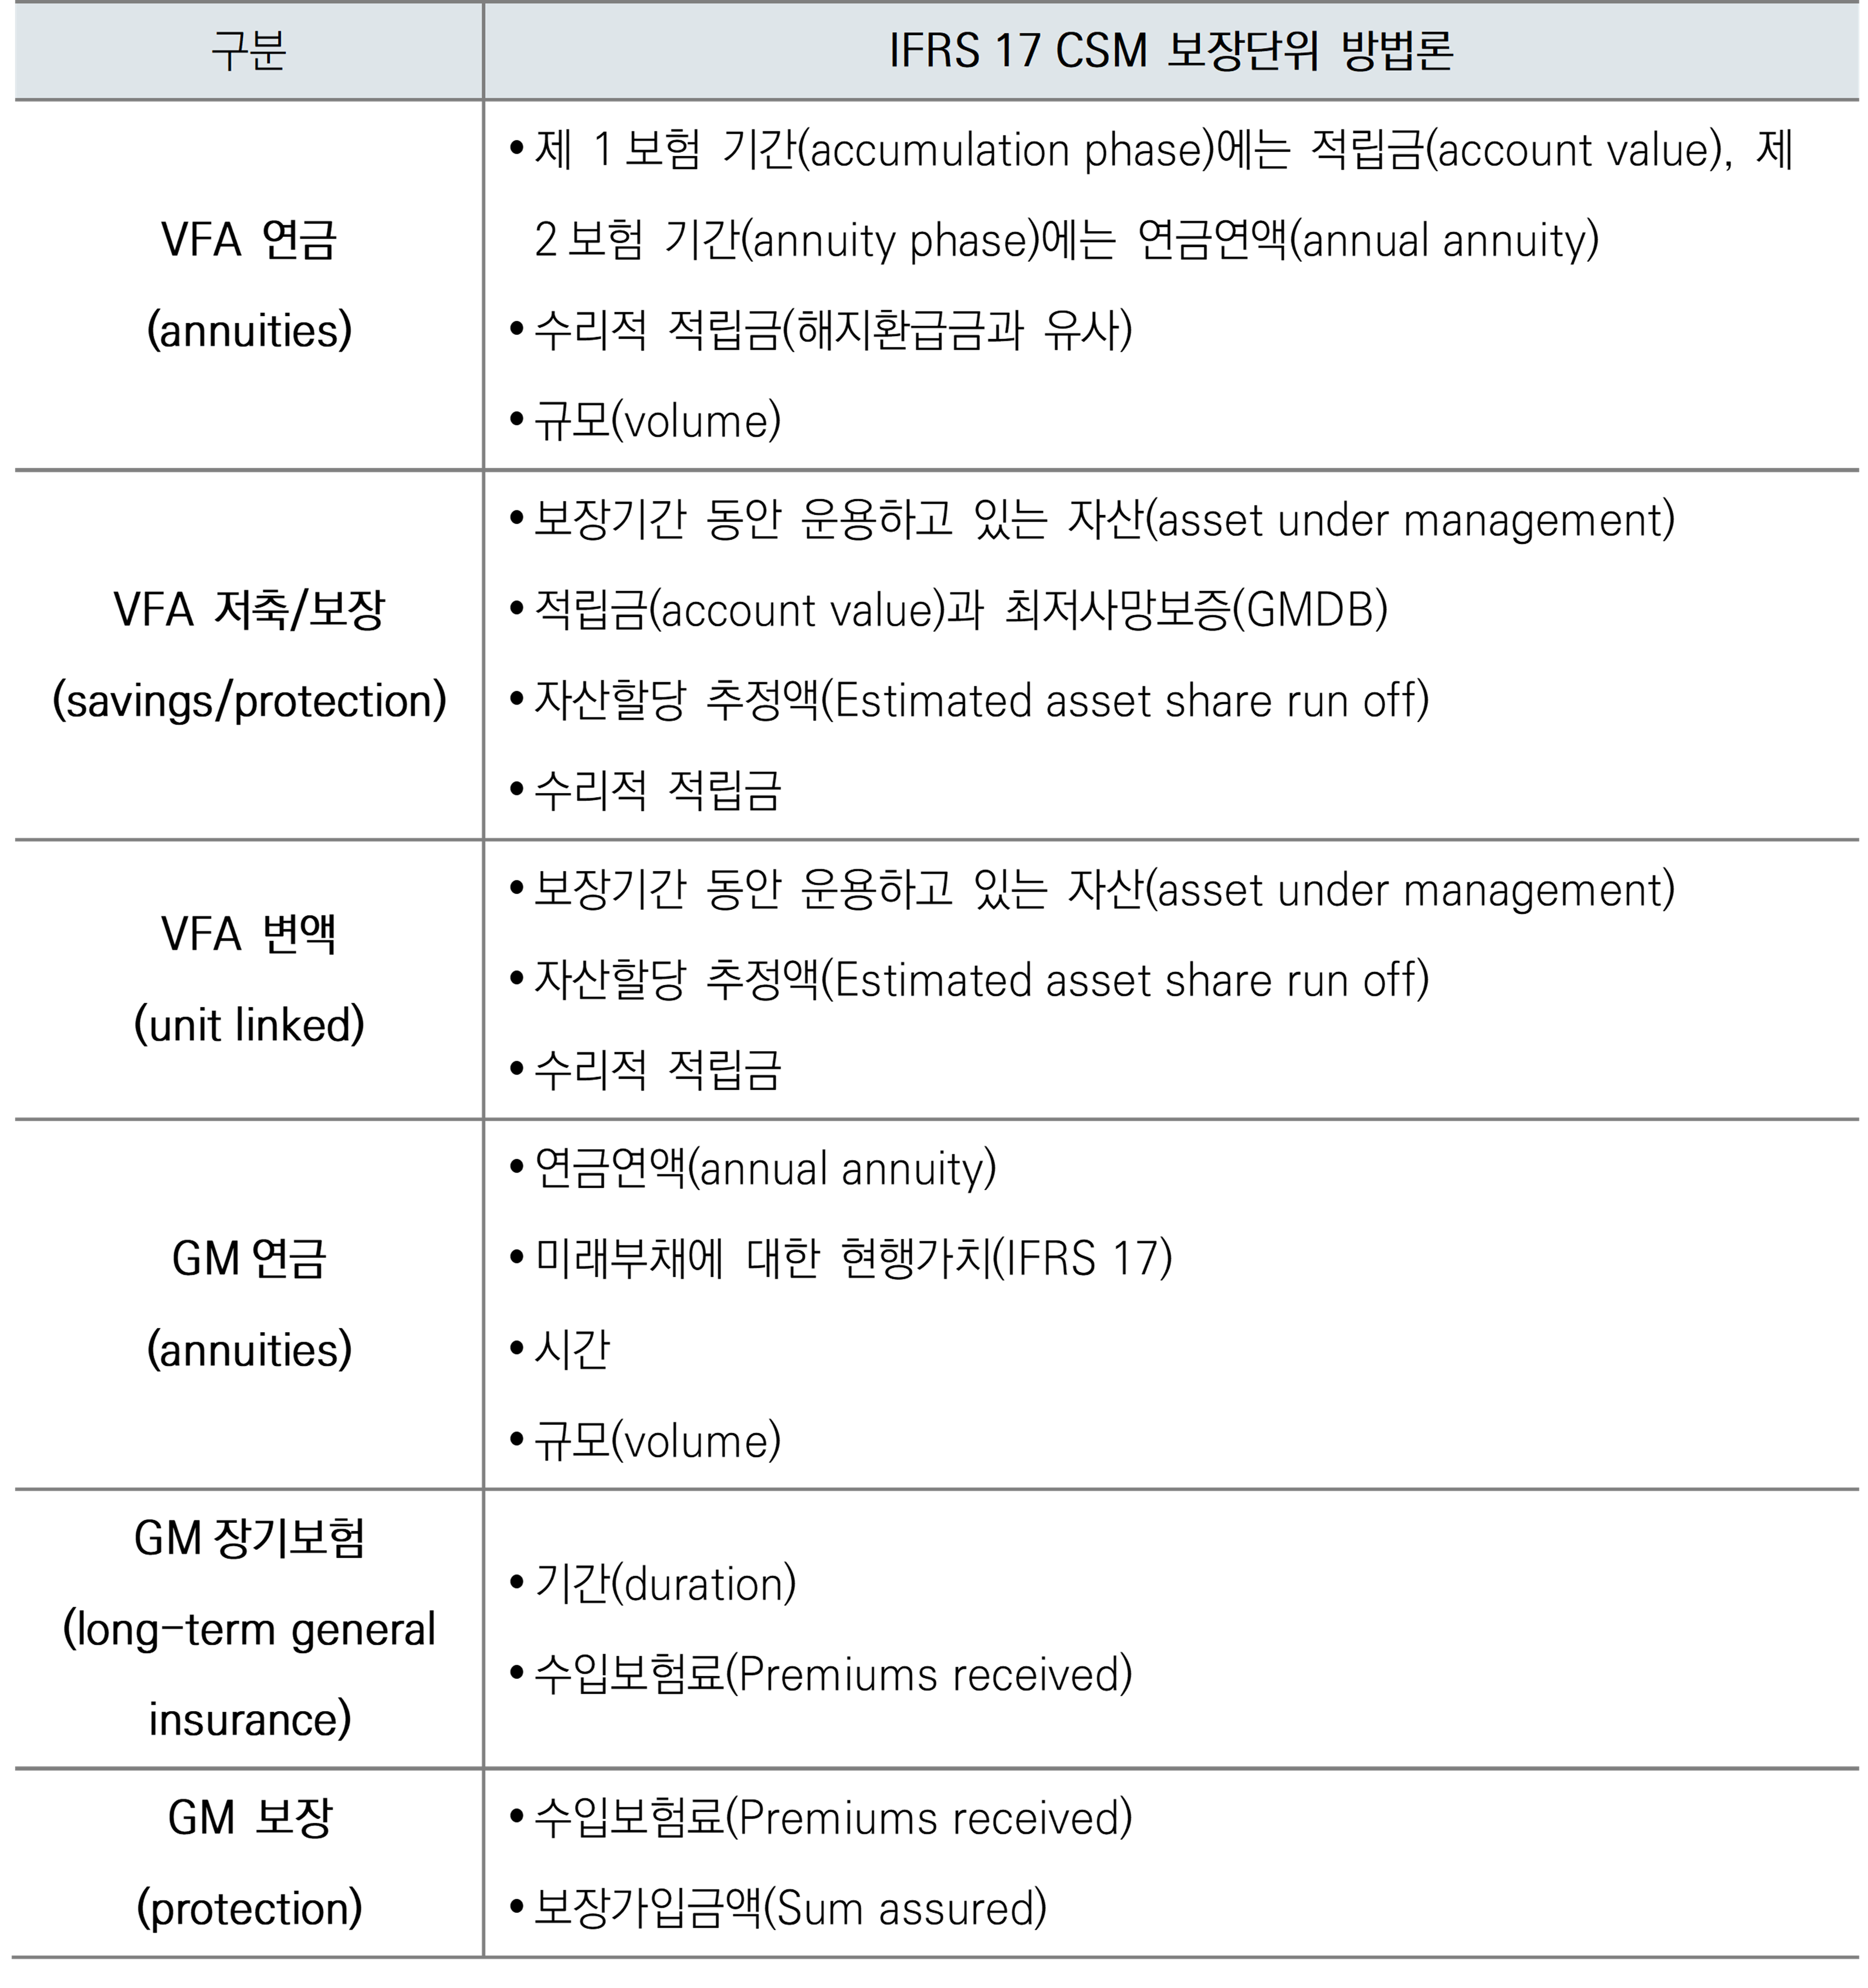 구분
IFRS 17 CSM 보장단위 방법론
VFA 연금
(annuities)
• 제 1 보험 기간(accumulation phase)에는 적립금(account value), 제
2 보험 기간(annuity phase)에는 연금연액(annual annuity)
• 수리적 적립금(해지환급금과 유사)
• 규모(volume)
VFA 저축/보장
(savings/protection)
• 보장기간 동안 운용하고 있는 자산(asset under management)
• 적립금(account value)과 최저사망보증(GMDB)
• 자산할당 추정액(Estimated asset share run off)
• 수리적 적립금
VFA 변액
(unit linked)
• 보장기간 동안 운용하고 있는 자산(asset under management)
• 자산할당 추정액(Estimated asset share run off)
• 수리적 적립금
GM 연금
(annuities)
• 연금연액(annual annuity)
• 미래부채에 대한 현행가치(IFRS 17)
• 시간
• 규모(volume)
GM 장기보험
(long-term general
insurance)
• 기간(duration)
• 수입보험료(Premiums received)
GM 보장
(protection)
• 수입보험료(Premiums received)
• 보장가입금액(Sum assured)